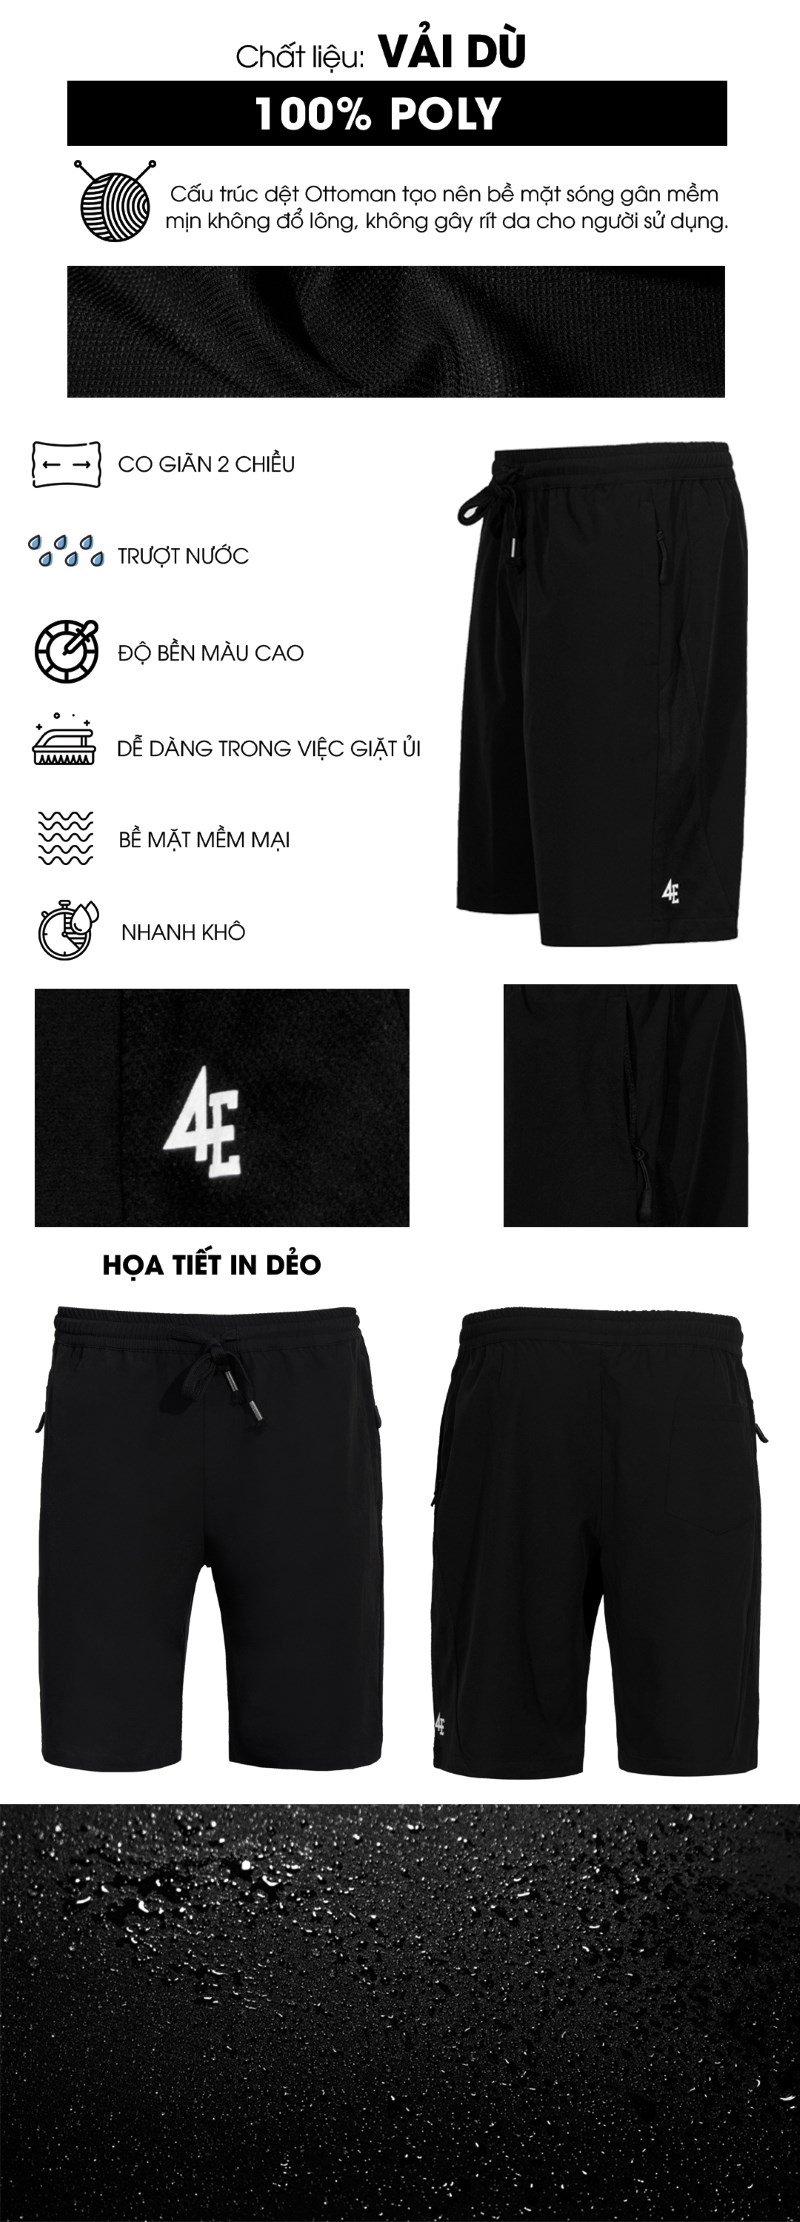 Chất liệu: VẢI DÙ
100% POLY
Cấu trúc dệt Ottoman tạo nên bề mặt sóng gân mềm
mịn không đổ lông, không gây rít da cho người sử dụng.
CO GIÃN 2 CHIỀU
TRƯỢT NƯỚC
ĐỘ BỀN MÀU CAO
DỄ DÀNG TRONG VIỆC GIẶT ỦI
BỀ MẶT MỀM MẠI
NHANH KHÔ
4E
4E
HỌA TIẾT IN DẺO
4E